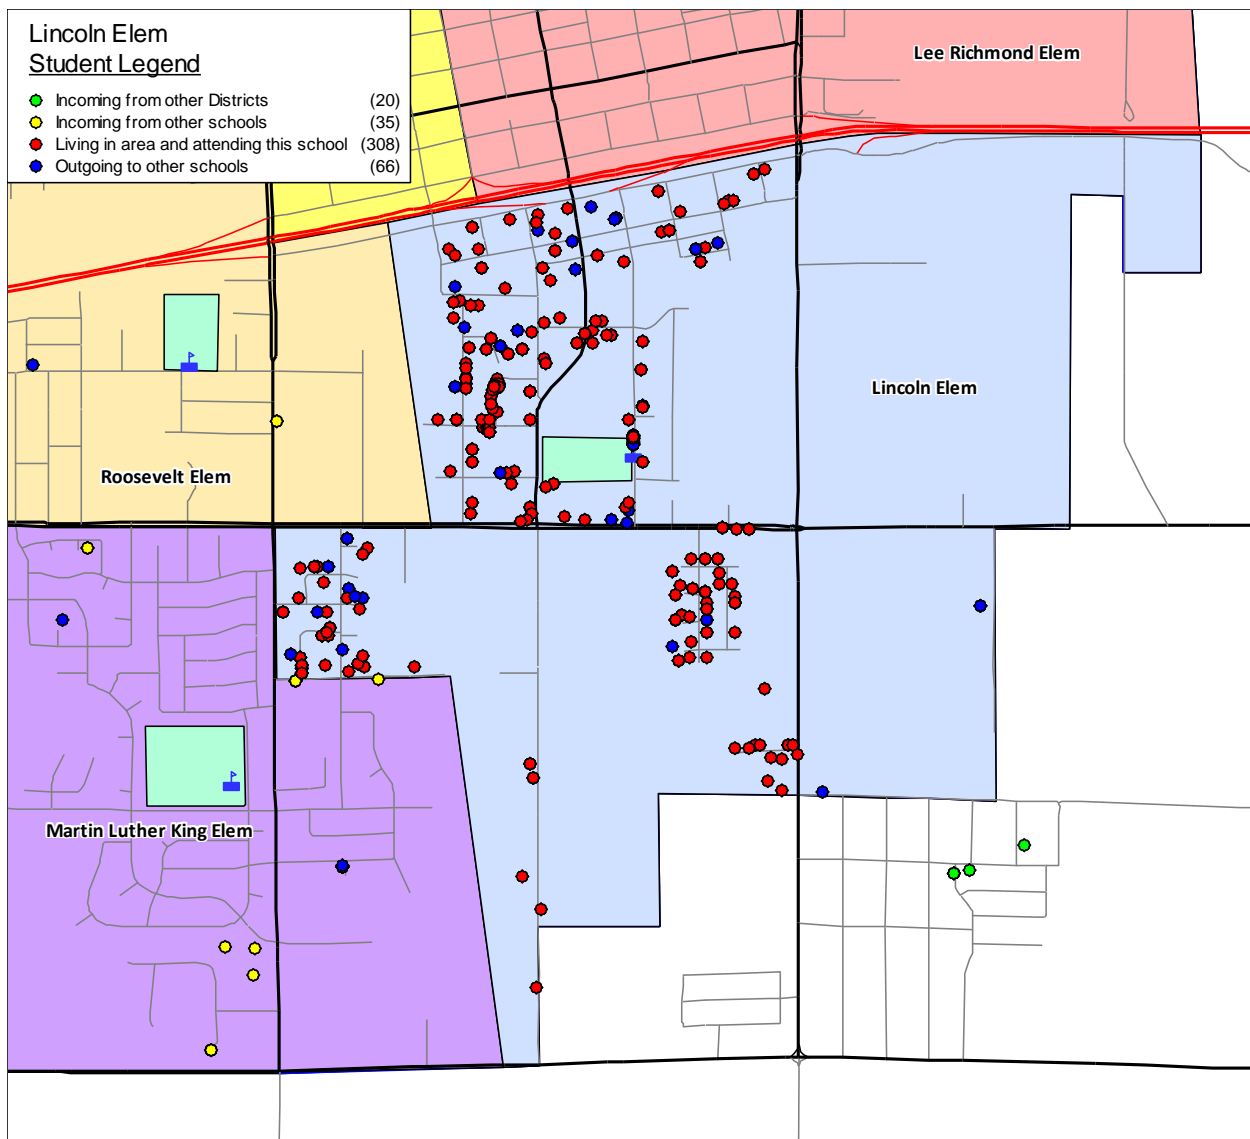 Lincoln Elem
Student Legend
Incoming from other Districts (20)
Incoming from other schools (35)
Living in area and attending this school (308)
Outgoing to other schools (66)
Lee Richmond Elem
Lincoln Elem
Roosevelt Elem
Martin Luther King Elem